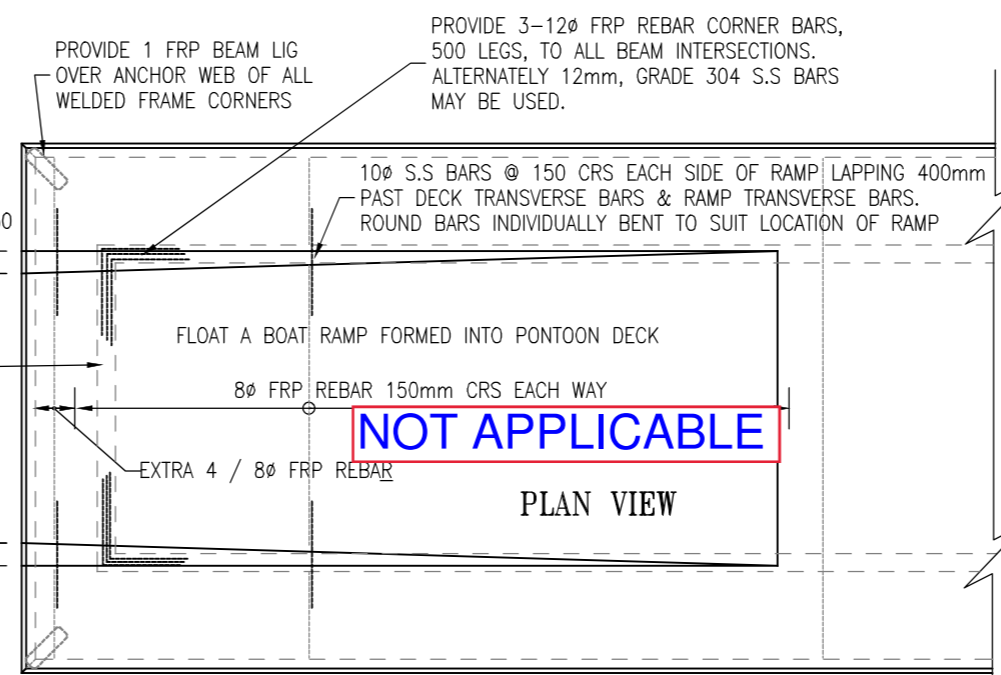 PROVIDE 3-12ø FRP REBAR CORNER BARS,
500 LEGS, TO ALL BEAM INTERSECTIONS.
ALTERNATELY 12mm, GRADE 304 S.S BARS
MAY BE USED.
PROVIDE 1 FRP BEAM LIG
OVER ANCHOR WEB OF ALL
WELDED FRAME CORNERS
10ø S.S BARS @ 150 CRS EACH SIDE OF RAMP LAPPING 400mm
PAST DECK TRANSVERSE BARS & RAMP TRANSVERSE BARS.
ROUND BARS INDIVIDUALLY BENT TO SUIT LOCATION OF RAMP
FLOAT A BOAT RAMP FORMED INTO PONTOON DECK
8ø FRP REBAR 150mm CRS EACH WAY
NOT APPLICABLE
EXTRA 4 / 8ø FRP REBAR
PLAN VIEW